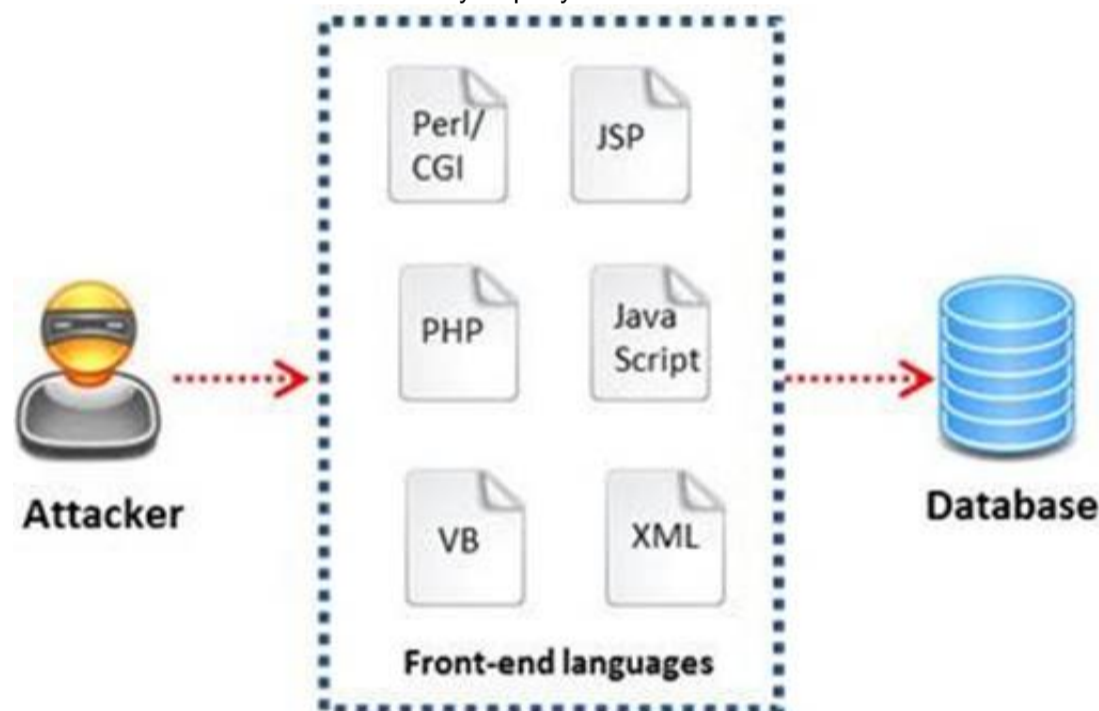 Perl/
CGI
JSP
PHP
Java
Script
Attacker
Database
VB
XML
Front-end languages